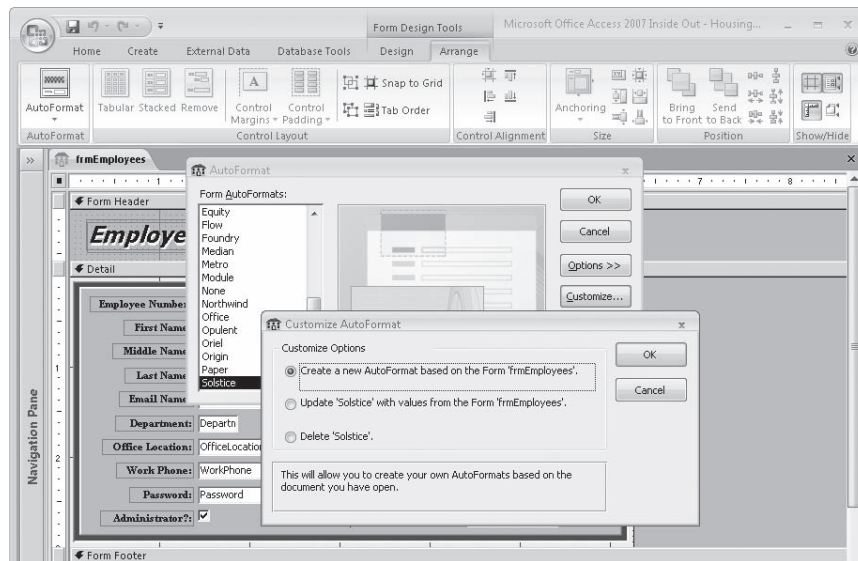 Form Design Tools
Microsoft Office Access 2007 Inside Out - Housing...
Home Create External Data Database Tools Design Arrange
AutoFormat
Tabular Stacked Remove
Control Margins
Control Padding
Snap to Grid
Tab Order
Anchoring
Bring to Front
Send to Back
AutoFormat Control Layout Control Alignment Size Position Show/Hide
frmEmployees
Navigation Pane
Form Header
Employe
Detail
Employee Number
First Name
Middle Name
Last Name
Email Name
Department: Departn
Office Location: OfficeLocation
Work Phone: WorkPhone
Password: Password
Administrator?:
Form Footer
AutoFormat
Form AutoFormats:
Equity
Flow
Foundry
Median
Metro
Module
None
Northwind
Office
Opulent
Oriel
Origin
Paper
Solstice
OK
Cancel
Options >>
Customize...
Customize AutoFormat
Customize Options
Create a new AutoFormat based on the Form 'frmEmployees'.
Update 'Solstice' with values from the Form 'frmEmployees'.
Delete 'Solstice'.
OK
Cancel
This will allow you to create your own AutoFormats based on the
document you have open.
1
2
1
7
8